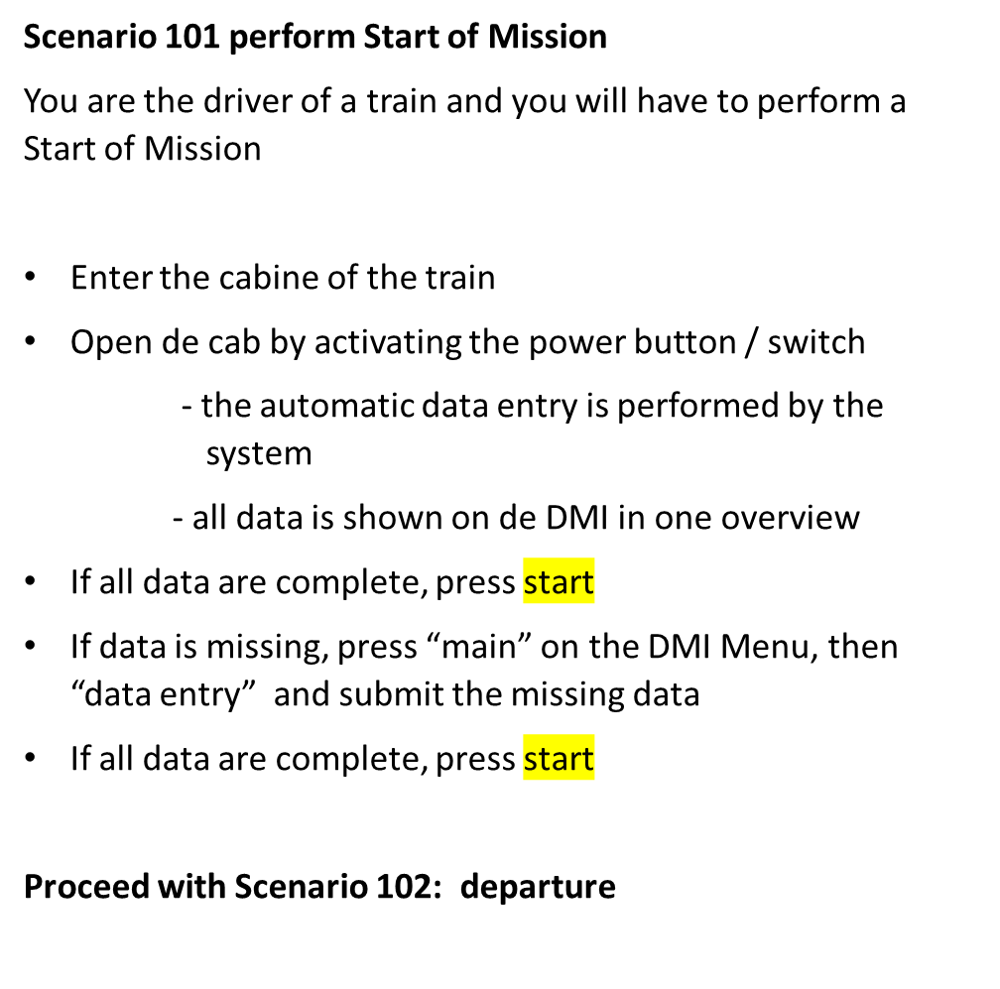 Scenario 101 perform Start of Mission
You are the driver of a train and you will have to perform a
Start of Mission
• Enter the cabine of the train
• Open de cab by activating the power button / switch
- the automatic data entry is performed by the
system
- all data is shown on de DMI in one overview
• If all data are complete, press start
• If data is missing, press “main” on the DMI Menu, then
“data entry”  and submit the missing data
• If all data are complete, press start
Proceed with Scenario 102:  departure